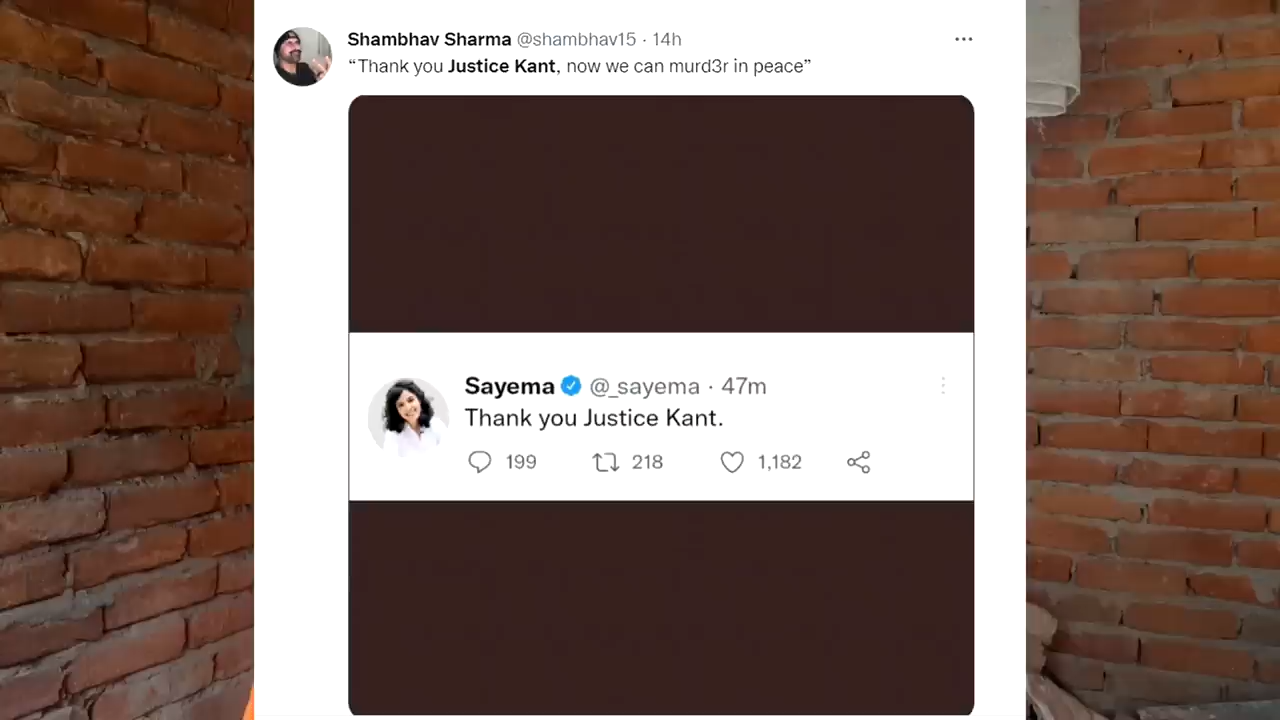 Shambhav Sharma @shambhav15 · 14h
“Thank you Justice Kant, now we can murd3r in peace”
Sayema @_sayema · 47m
Thank you Justice Kant.
199 218 1,182